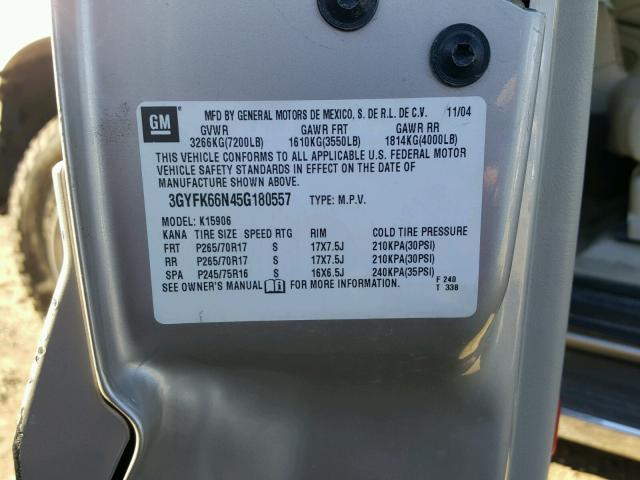 GM MFD BY GENERAL MOTORS DE MEXICO, S. DE R.L. DE C.V. 11/04
GVWR GAWR FRT GAWR RR
3266KG(7200LB) 1610KG(3550LB) 1814KG(4000LB)
THIS VEHICLE CONFORMS TO ALL APPLICABLE U.S. FEDERAL MOTOR
VEHICLE SAFETY STANDARDS IN EFFECT ON THE DATE OF
MANUFACTURE SHOWN ABOVE.
3GYFK66N45G180557 TYPE: M.P.V.
MODEL: K15906
KANA TIRE SIZE SPEED RTG RIM COLD TIRE PRESSURE
FRT P265/70R17 S 17X7.5J 210KPA(30PSI)
RR P265/70R17 S 17X7.5J 210KPA(30PSI)
SPA P245/75R16 S 16X6.5J 240KPA(35PSI)
SEE OWNER'S MANUAL FOR MORE INFORMATION.
F 240
T 338